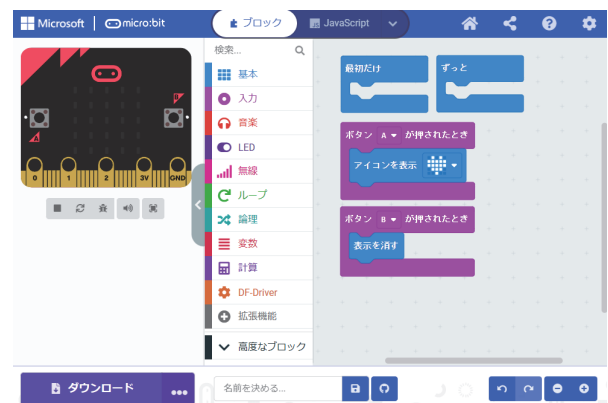 Microsoft micro:bit ブロック JavaScript
検索...
基本
入力
音楽
LED
無線
ループ
論理
変数
計算
DF-Driver
拡張機能
高度なブロック
B
A
0 1 2 3V GND
最初だけ ずっと
ボタン A が押されたとき
アイコンを表示
ボタン B が押されたとき
表示を消す
ダウンロード 名前を決める...